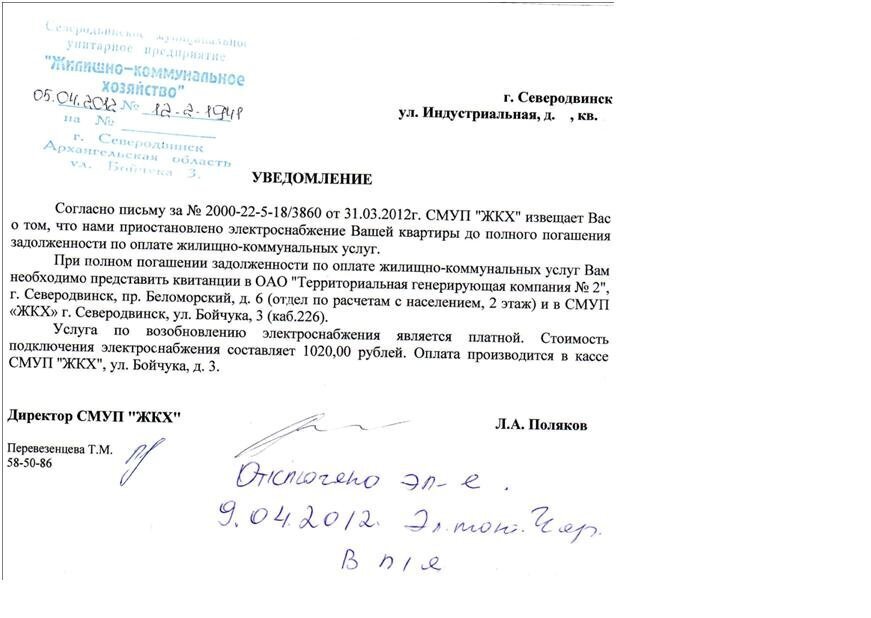 Северодвинское муниципальное
унитарное предприятие
"Жилищно-коммунальное
хозяйство"
05.04.2012 № 12-2-1941
на №
г. Северодвинск
Архангельская область
ул. Бойчука 3.
г. Северодвинск
ул. Индустриальная, д. , кв.
УВЕДОМЛЕНИЕ
Согласно письму за № 2000-22-5-18/3860 от 31.03.2012г. СМУП "ЖКХ" извещает Вас
о том, что нами приостановлено электроснабжение Вашей квартиры до полного погашения
задолженности по оплате жилищно-коммунальных услуг.
При полном погашении задолженности по оплате жилищно-коммунальных услуг Вам
необходимо представить квитанции в ОАО "Территориальная генерирующая компания № 2",
г. Северодвинск, пр. Беломорский, д. 6 (отдел по расчетам с населением, 2 этаж) и в СМУП
«ЖКХ» г. Северодвинск, ул. Бойчука, 3 (каб.226).
Услуга по возобновлению электроснабжения является платной. Стоимость
подключения электроснабжения составляет 1020,00 рублей. Оплата производится в кассе
СМУП "ЖКХ", ул. Бойчука, д. 3.
Директор СМУП "ЖКХ"
Л.А. Поляков
Перевезенцева Т.М.
58-50-86
Отключено эл-е.
9.04.2012. Эл.монт.
В п/я